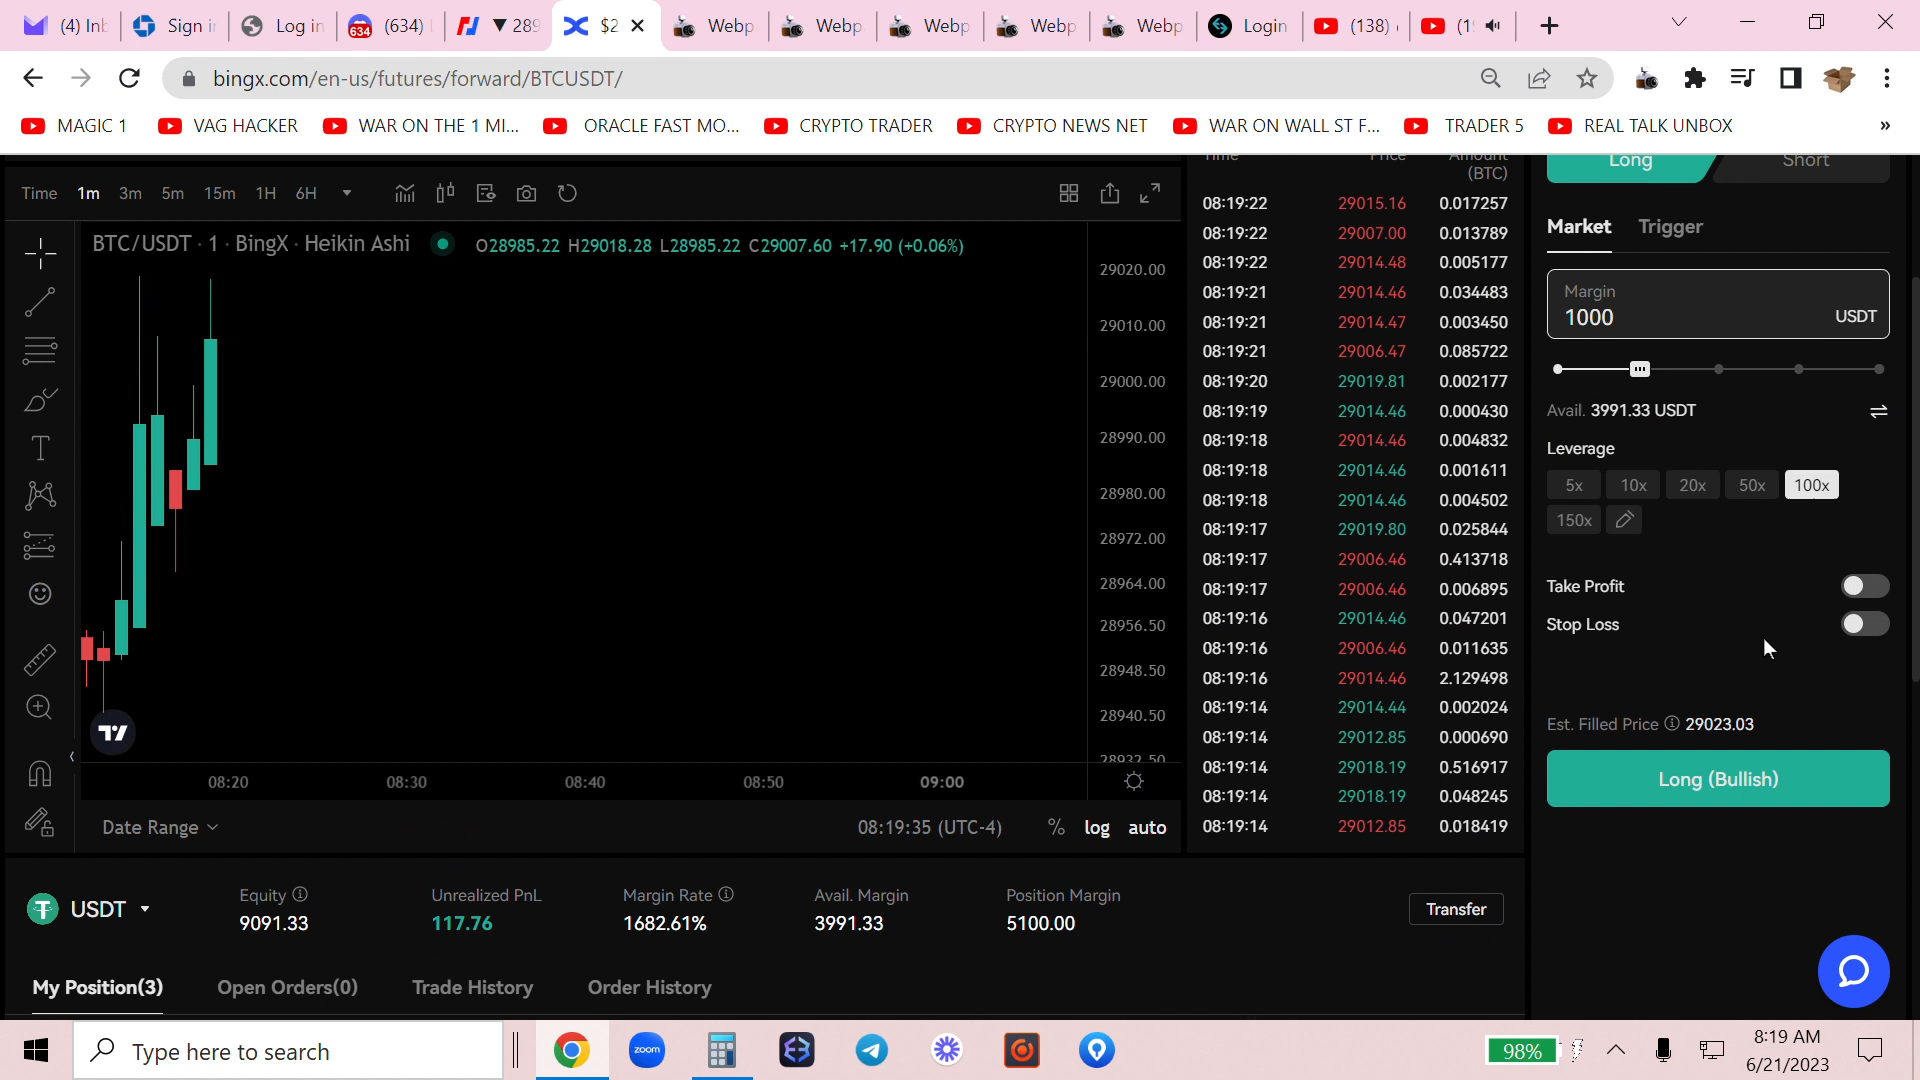 (4) Inb
Sign in
Log in
634
(634)
▼ 289
$2
Webp
Webp
Webp
Webp
Webp
Login
(138)
(19
bingx.com/en-us/futures/forward/BTCUSDT/
MAGIC 1
VAG HACKER
WAR ON THE 1 MI...
ORACLE FAST MO...
CRYPTO TRADER
CRYPTO NEWS NET
WAR ON WALL ST F...
TRADER 5
REAL TALK UNBOX
»
Time 1m 3m 5m 15m 1H 6H
BTC/USDT · 1 · BingX · Heikin Ashi
O28985.22 H29018.28 L28985.22 C29007.60 +17.90 (+0.06%)
29020.00
29010.00
29000.00
28990.00
28980.00
28972.00
28964.00
28956.50
28948.50
28940.50
28932.50
08:20 08:30 08:40 08:50 09:00
Date Range
08:19:35 (UTC-4)
% log auto
Time Price Amount
(BTC)
08:19:22 29015.16 0.017257
08:19:22 29007.00 0.013789
08:19:22 29014.48 0.005177
08:19:21 29014.46 0.034483
08:19:21 29014.47 0.003450
08:19:21 29006.47 0.085722
08:19:20 29019.81 0.002177
08:19:19 29014.46 0.000430
08:19:18 29014.46 0.004832
08:19:18 29014.46 0.001611
08:19:18 29014.46 0.004502
08:19:17 29019.80 0.025844
08:19:17 29006.46 0.413718
08:19:17 29006.46 0.006895
08:19:16 29014.46 0.047201
08:19:16 29006.46 0.011635
08:19:16 29014.46 2.129498
08:19:14 29014.44 0.002024
08:19:14 29012.85 0.000690
08:19:14 29018.19 0.516917
08:19:14 29018.19 0.048245
08:19:14 29012.85 0.018419
Long Short
Market Trigger
Margin
1000 USDT
Avail. 3991.33 USDT
Leverage
5x 10x 20x 50x 100x
150x
Take Profit
Stop Loss
Est. Filled Price 29023.03
Long (Bullish)
USDT
Equity
9091.33
Unrealized PnL
117.76
Margin Rate
1682.61%
Avail. Margin
3991.33
Position Margin
5100.00
Transfer
My Position(3) Open Orders(0) Trade History Order History
Type here to search
zoom
98%
8:19 AM
6/21/2023